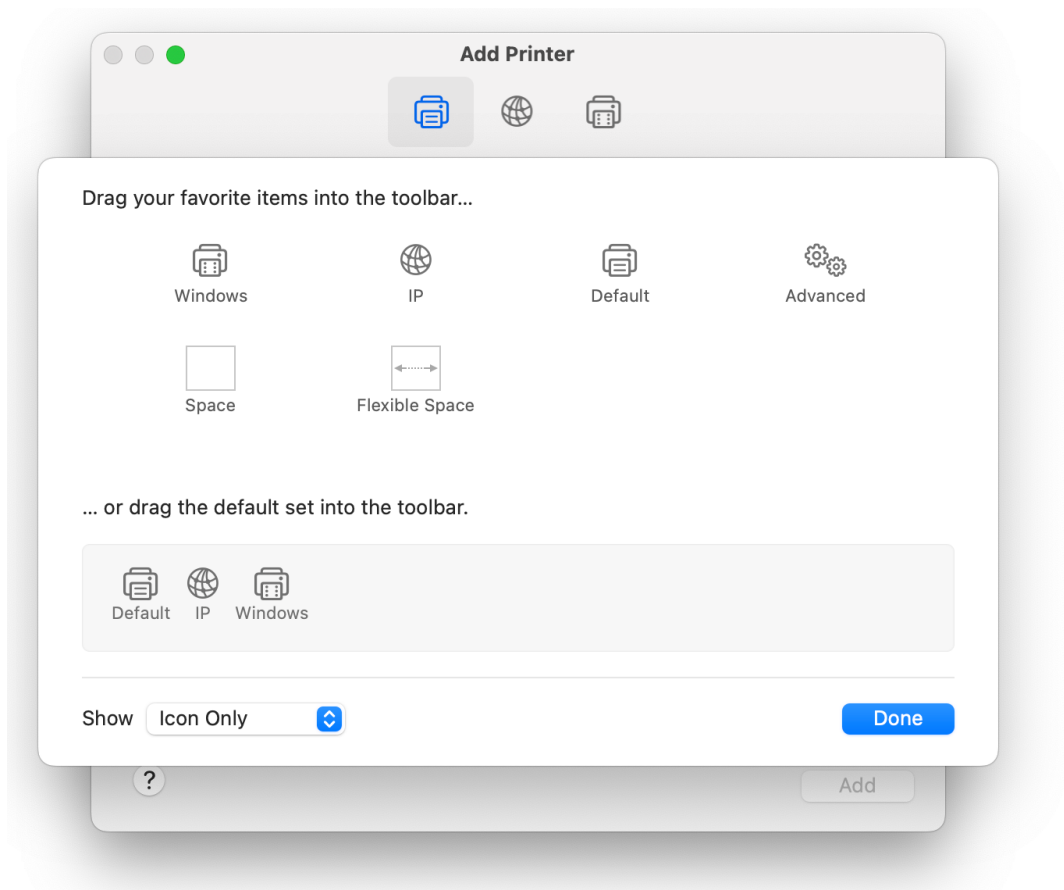 Add Printer
Drag your favorite items into the toolbar...
Windows IP Default Advanced
Space Flexible Space
... or drag the default set into the toolbar.
Default IP Windows
Show Icon Only Done
? Add